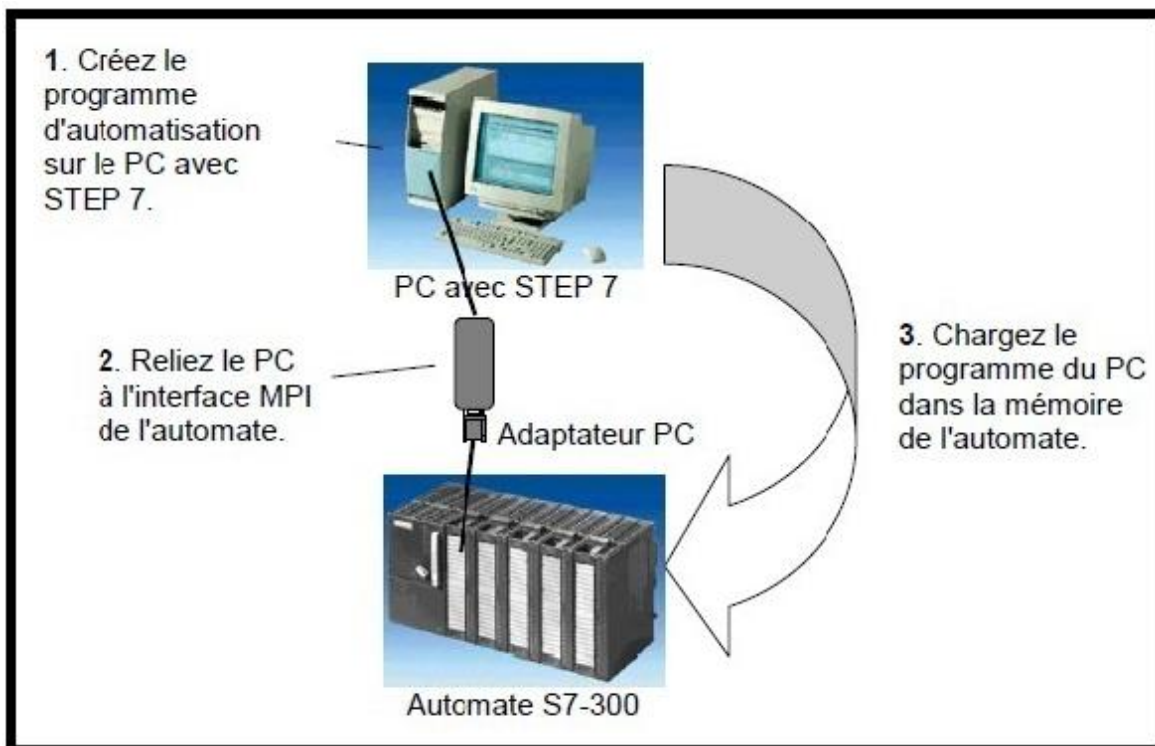 1. Créez le
programme
d'automatisation
sur le PC avec
STEP 7.
PC avec STEP 7
2. Reliez le PC
à l'interface MPI
de l'automate.
Adaptateur PC
3. Chargez le
programme du PC
dans la mémoire
de l'automate.
Automate S7-300